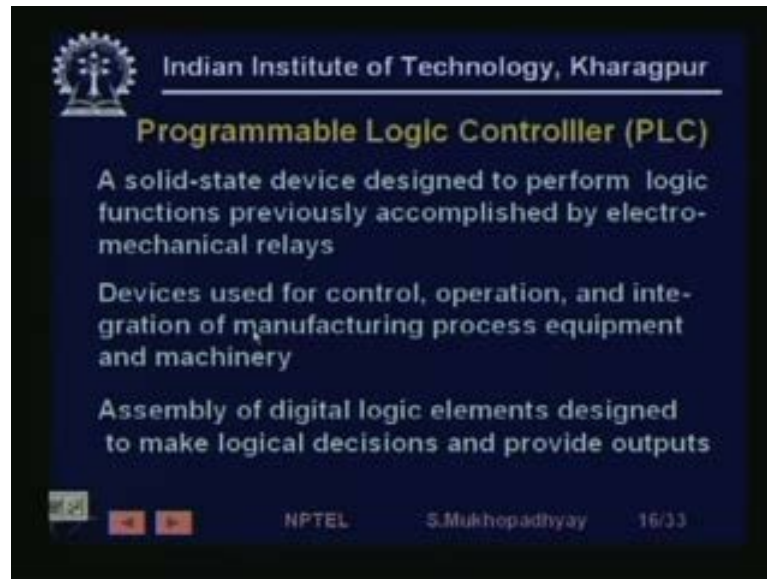 Indian Institute of Technology, Kharagpur
Programmable Logic Controlller (PLC)
A solid-state device designed to perform logic
functions previously accomplished by electro-
mechanical relays
Devices used for control, operation, and inte-
gration of manufacturing process equipment
and machinery
Assembly of digital logic elements designed
to make logical decisions and provide outputs
NPTEL S.Mukhopadhyay 16/33